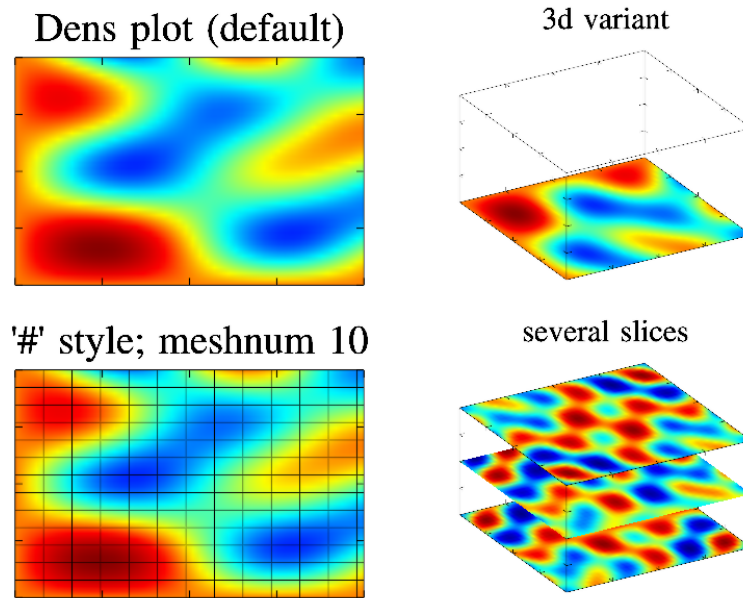 Dens plot (default)
3d variant
'#' style; meshnum 10
several slices